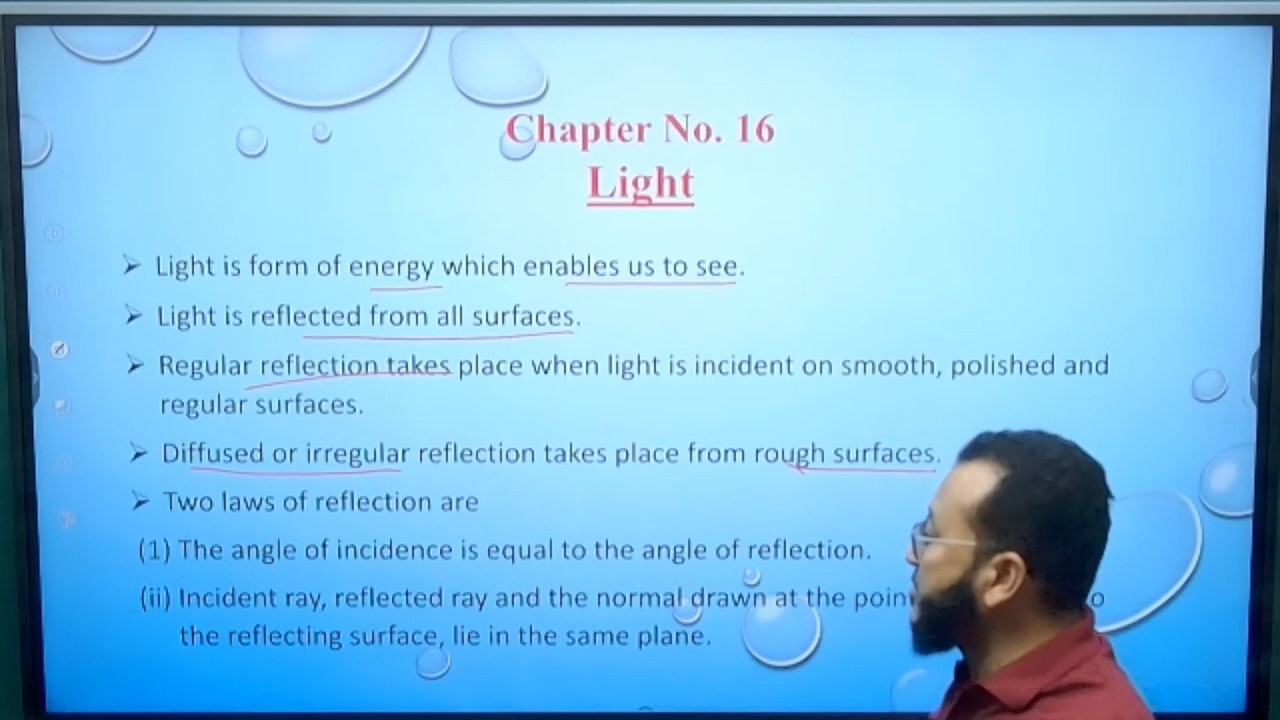 Chapter No. 16
Light
➢ Light is form of energy which enables us to see.
➢ Light is reflected from all surfaces.
➢ Regular reflection takes place when light is incident on smooth, polished and
regular surfaces.
➢ Diffused or irregular reflection takes place from rough surfaces.
➢ Two laws of reflection are
(1) The angle of incidence is equal to the angle of reflection.
(ii) Incident ray, reflected ray and the normal drawn at the
the reflecting surface, lie in the same plane.